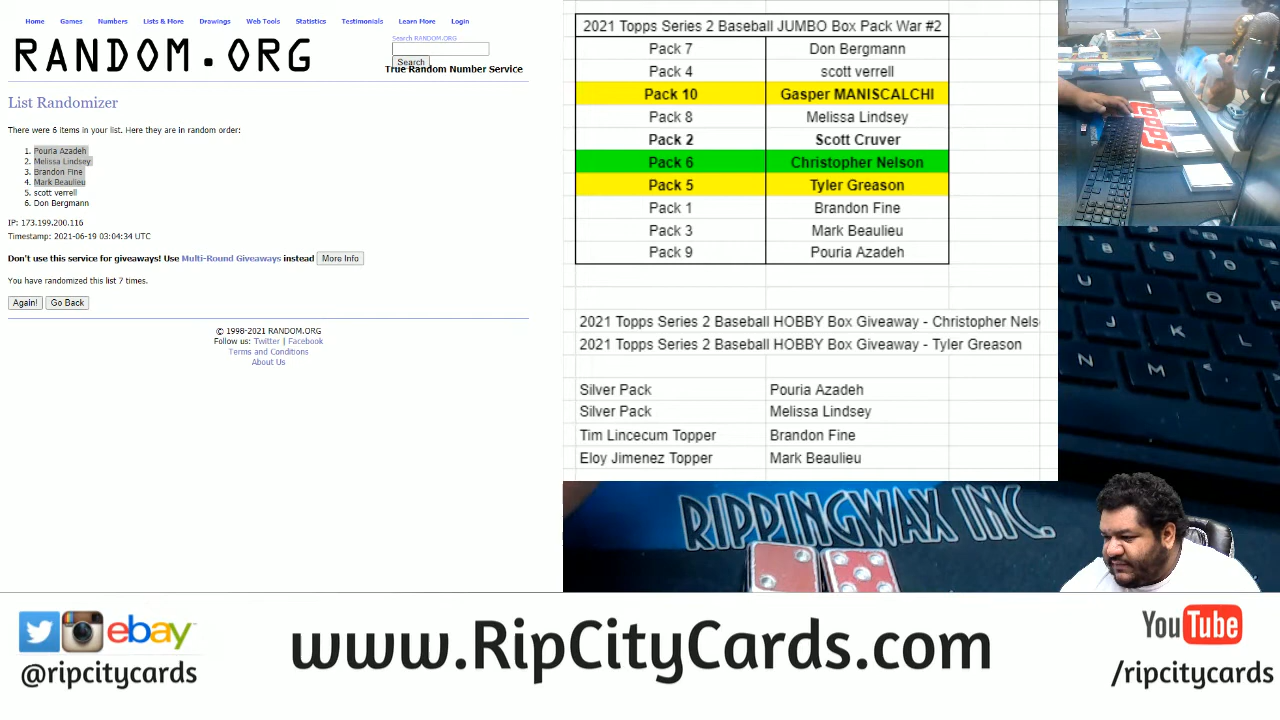 Home Games Numbers Lists & More Drawings Web Tools Statistics Testimonials Learn More Login
RANDOM.ORG
Search RANDOM.ORG
Search
True Random Number Service
List Randomizer
There were 6 items in your list. Here they are in random order:
1. Pouria Azadeh
2. Melissa Lindsey
3. Brandon Fine
4. Mark Beaulieu
5. scott verrell
6. Don Bergmann
IP: 173.199.200.116
Timestamp: 2021-06-19 03:04:34 UTC
Don't use this service for giveaways! Use Multi-Round Giveaways instead More Info
You have randomized this list 7 times.
Again! Go Back
© 1998-2021 RANDOM.ORG
Follow us: Twitter | Facebook
Terms and Conditions
About Us
2021 Topps Series 2 Baseball JUMBO Box Pack War #2
Pack 7 Don Bergmann
Pack 4 scott verrell
Pack 10 Gasper MANISCALCHI
Pack 8 Melissa Lindsey
Pack 2 Scott Cruver
Pack 6 Christopher Nelson
Pack 5 Tyler Greason
Pack 1 Brandon Fine
Pack 3 Mark Beaulieu
Pack 9 Pouria Azadeh
2021 Topps Series 2 Baseball HOBBY Box Giveaway - Christopher Nels
2021 Topps Series 2 Baseball HOBBY Box Giveaway - Tyler Greason
Silver Pack Pouria Azadeh
Silver Pack Melissa Lindsey
Tim Lincecum Topper Brandon Fine
Eloy Jimenez Topper Mark Beaulieu
U I O
J K L
N M
RIPPINGWAX INC.
ebay
@ripcitycards
www.RipCityCards.com
YouTube
/ripcitycards